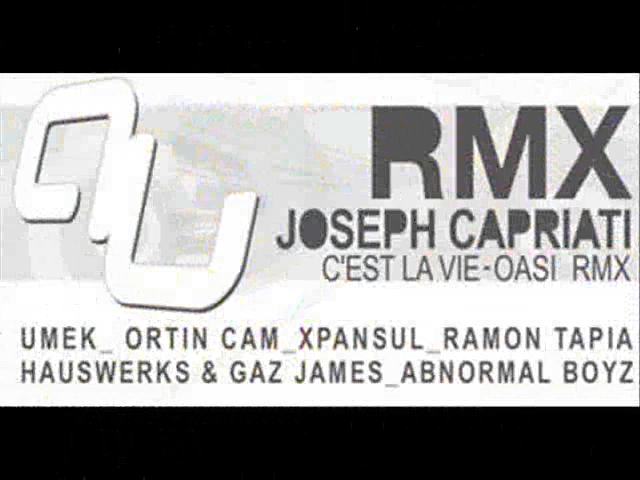 RMX
JOSEPH CAPRIATI
C'EST LA VIE-OASI RMX
UMEK_ ORTIN CAM_XPANSUL_RAMON TAPIA
HAUSWERKS & GAZ JAMES_ABNORMAL BOYZ